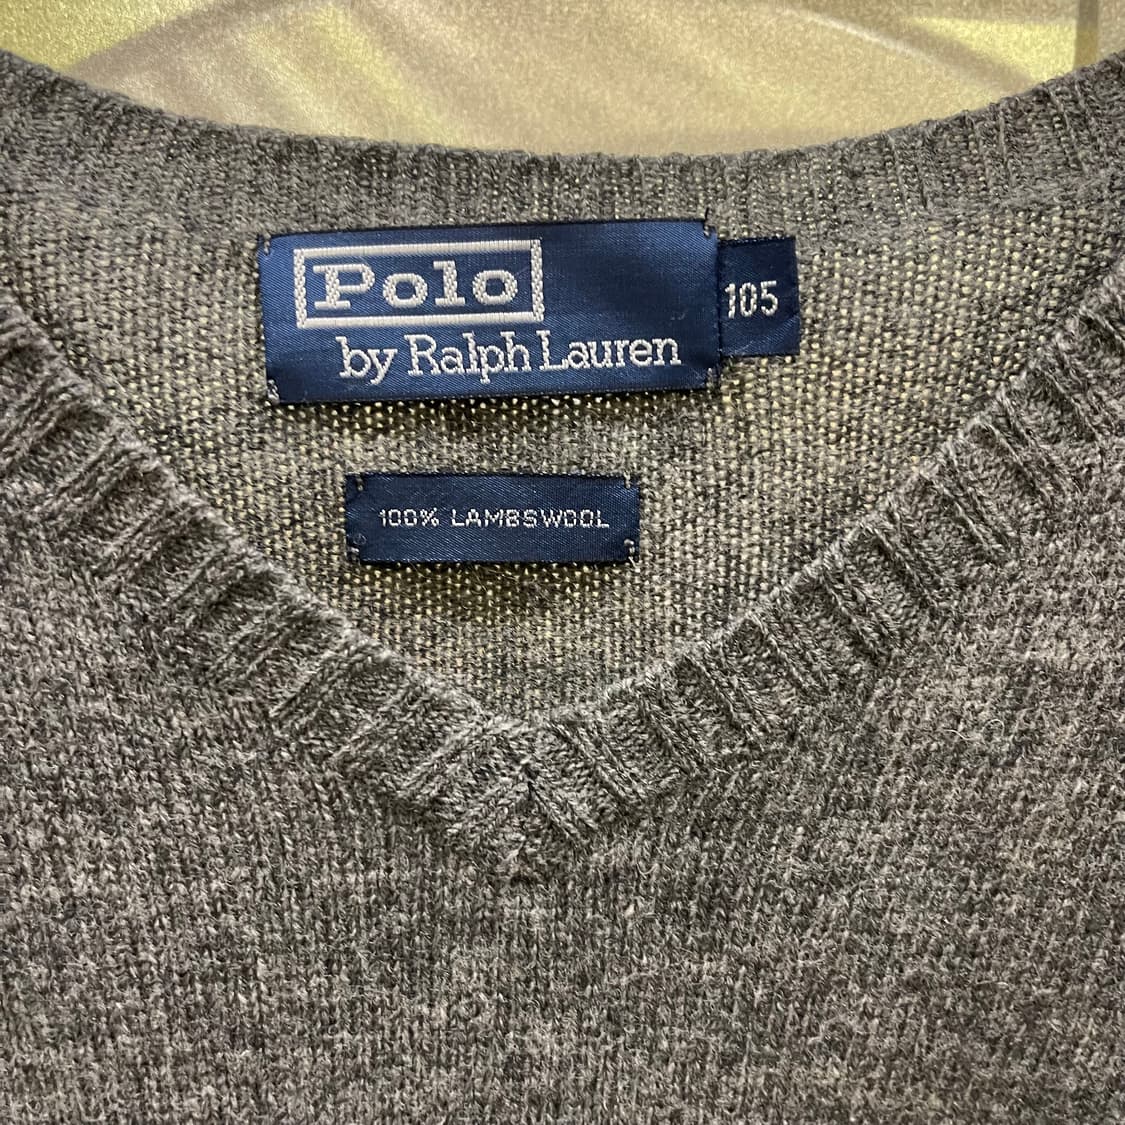 Polo
by Ralph Lauren
105
100% LAMBSWOOL